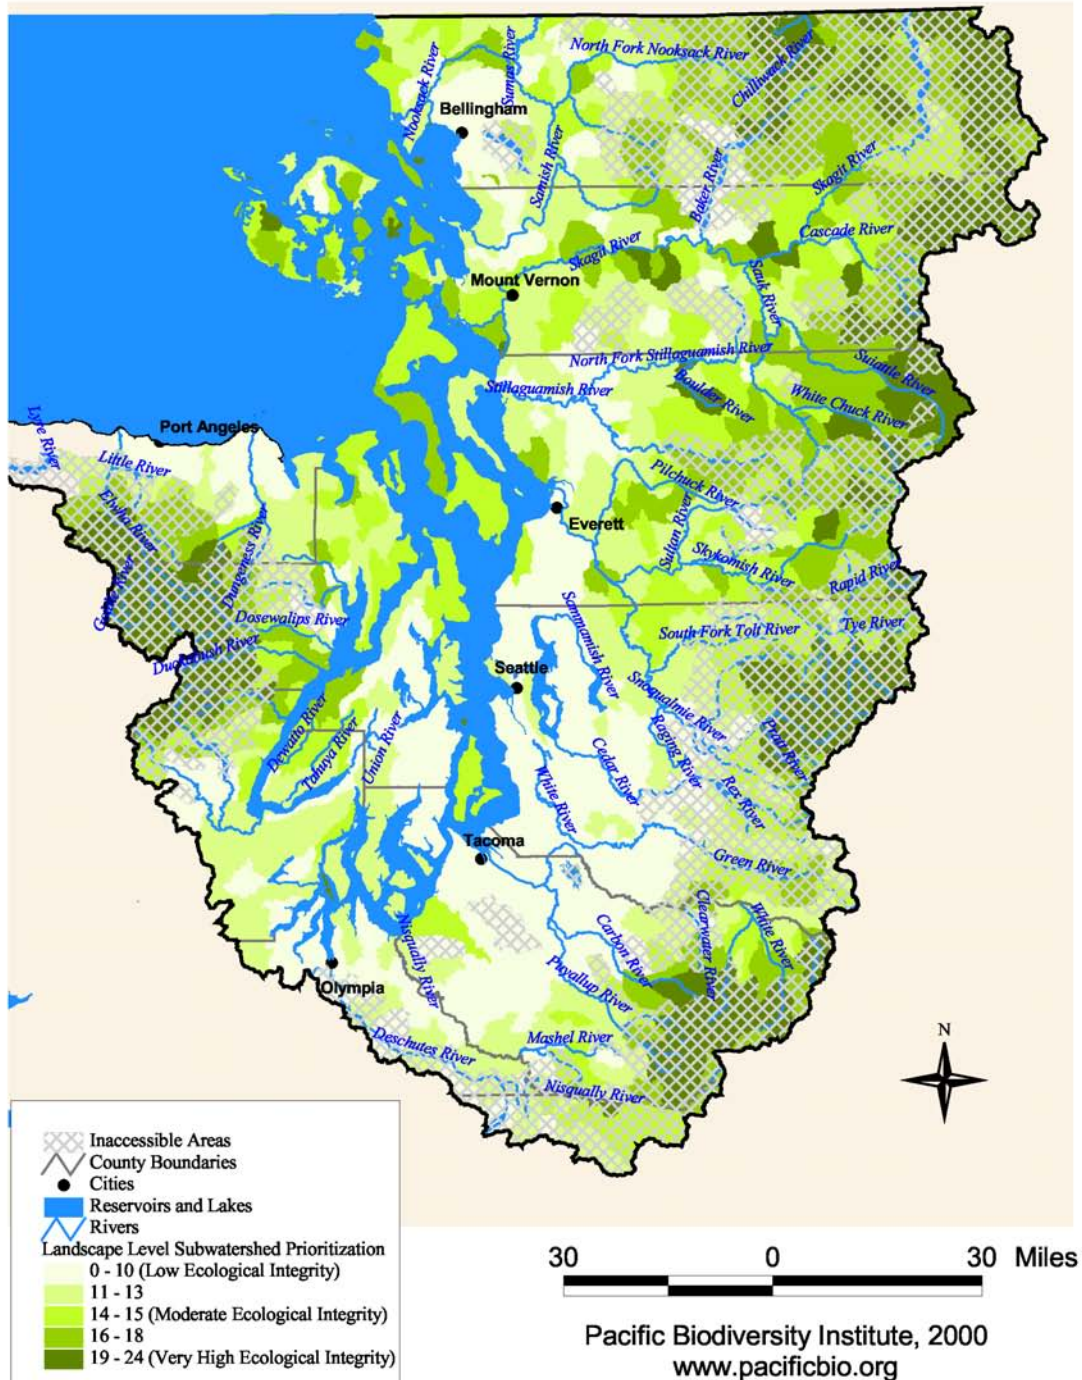 North Fork Nooksack River
Nooksack River
Sumas River
Chilliwack River
Bellingham
Samish River
Baker River
Skagit River
Cascade River
Skagit River
Mount Vernon
Sauk River
North Fork Stillaguamish River
Suiattle River
Stillaguamish River
Boulder River
White Chuck River
Lyre River
Port Angeles
Little River
Pilchuck River
Elwha River
Everett
Sultan River
Dungeness River
Skykomish River
Rapid River
Sammamish River
Dosewalips River
South Fork Tolt River
Tye River
Duckabush River
Seattle
Snoqualmie River
Dewatto River
Tahuya River
Union River
Raging River
Pratt River
Cedar River
White River
Rex River
Tacoma
Green River
Clearwater River
White River
Nisqually River
Carbon River
Puyallup River
Olympia
Deschutes River
Mashel River
Nisqually River
N
Inaccessible Areas
County Boundaries
Cities
Reservoirs and Lakes
Rivers
Landscape Level Subwatershed Prioritization
0 - 10 (Low Ecological Integrity)
11 - 13
14 - 15 (Moderate Ecological Integrity)
16 - 18
19 - 24 (Very High Ecological Integrity)
30 0 30 Miles
Pacific Biodiversity Institute, 2000
www.pacificbio.org